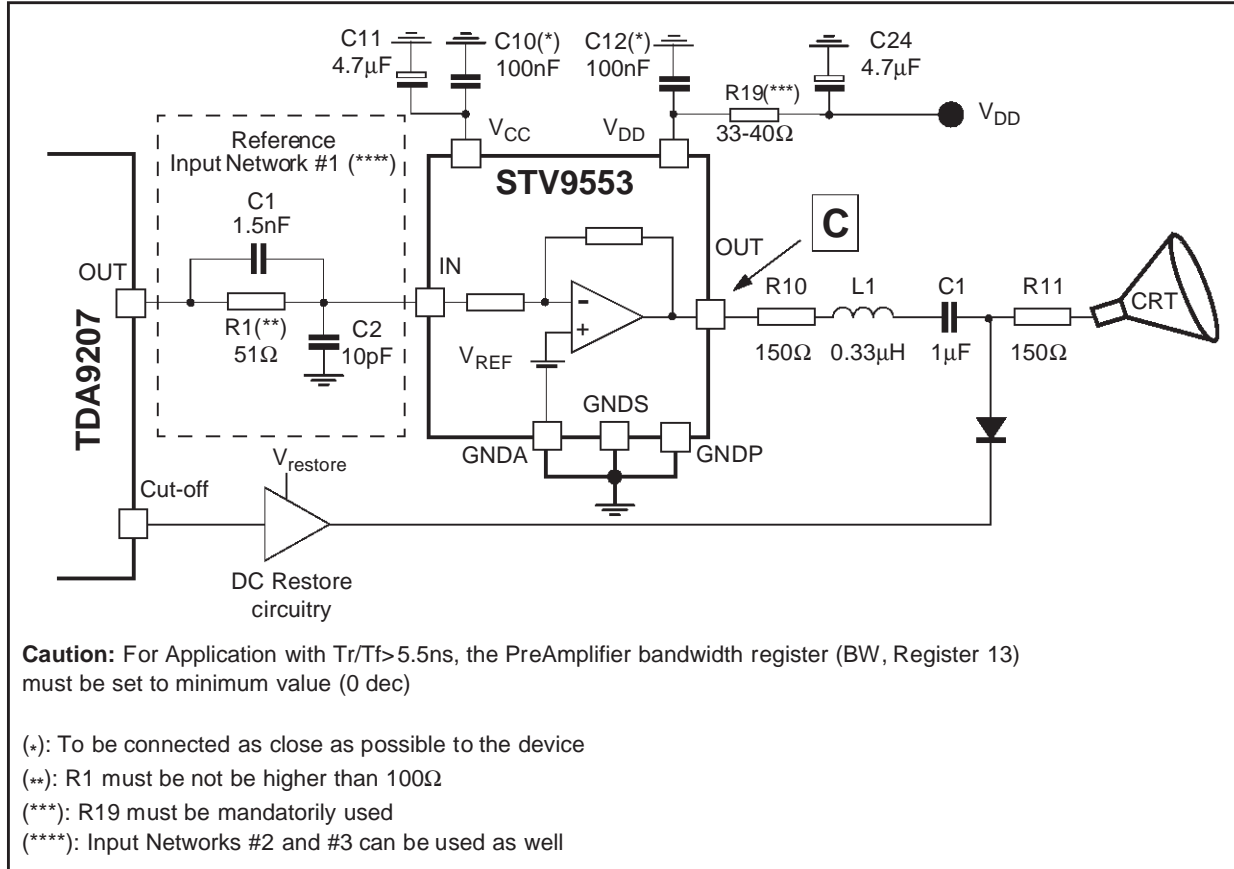 C11
4.7µF
C10(*)
100nF
C12(*)
100nF
C24
4.7µF
R19(***)
33-40Ω
V_DD
V_CC
V_DD
Reference
Input Network #1 (****)
STV9553
C1
1.5nF
OUT
R1(**)
51Ω
C2
10pF
IN
V_REF
OUT
C
R10
150Ω
L1
0.33µH
C1
1µF
R11
150Ω
CRT
TDA9207
GNDA
GNDS
GNDP
V_restore
Cut-off
DC Restore
circuitry
Caution: For Application with Tr/Tf>5.5ns, the PreAmplifier bandwidth register (BW, Register 13)
must be set to minimum value (0 dec)
(*): To be connected as close as possible to the device
(**): R1 must be not be higher than 100Ω
(***): R19 must be mandatorily used
(****): Input Networks #2 and #3 can be used as well